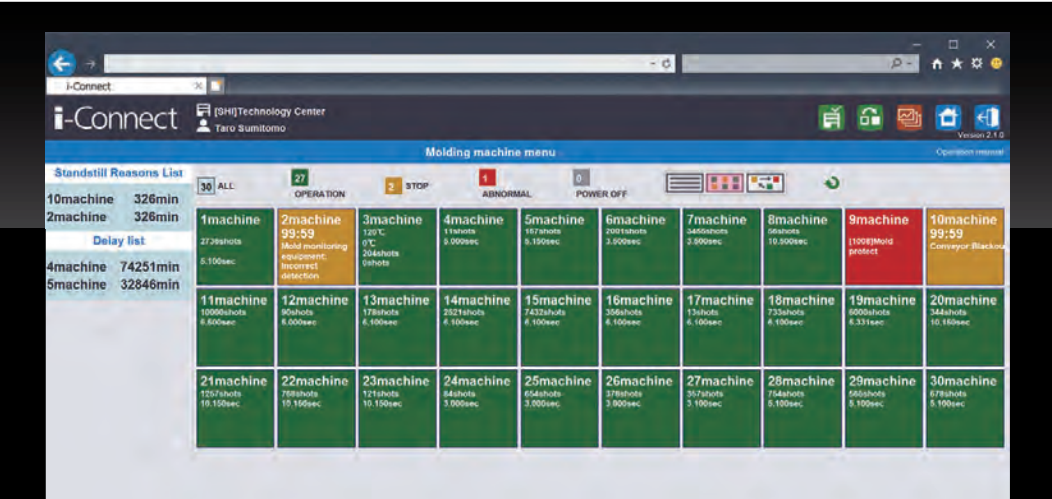 i-Connect
i-Connect
[SHI]Technology Center
Taro Sumitomo
Version 2.1.0
Molding machine menu
Operation manual
Standstill Reasons List
10machine 326min
2machine 326min
Delay list
4machine 74251min
5machine 32846min
30 ALL
27 OPERATION
2 STOP
1 ABNORMAL
0 POWER OFF
1machine
2736shots
5.100sec
2machine
99:59
Mold monitoring
equipment:
Incorrect
detection
3machine
120℃
0℃
204shots
0shots
4machine
11shots
5.000sec
5machine
167shots
5.150sec
6machine
2001shots
3.500sec
7machine
3.500sec
8machine
10.500sec
9machine
[1008]Mold
protect
10machine
99:59
Conveyor:Blackou
11machine
10000shots
6.600sec
12machine
90shots
6.000sec
13machine
178shots
6.100sec
14machine
2521shots
6.100sec
15machine
7432shots
6.100sec
16machine
356shots
6.100sec
17machine
13shots
6.100sec
18machine
733shots
6.100sec
19machine
6000shots
6.331sec
20machine
344shots
10.150sec
21machine
1257shots
10.150sec
22machine
768shots
10.150sec
23machine
121shots
10.150sec
24machine
84shots
3.000sec
25machine
654shots
3.000sec
26machine
376shots
3.000sec
27machine
357shots
3.100sec
28machine
754shots
5.100sec
29machine
5.100sec
30machine
678shots
5.100sec